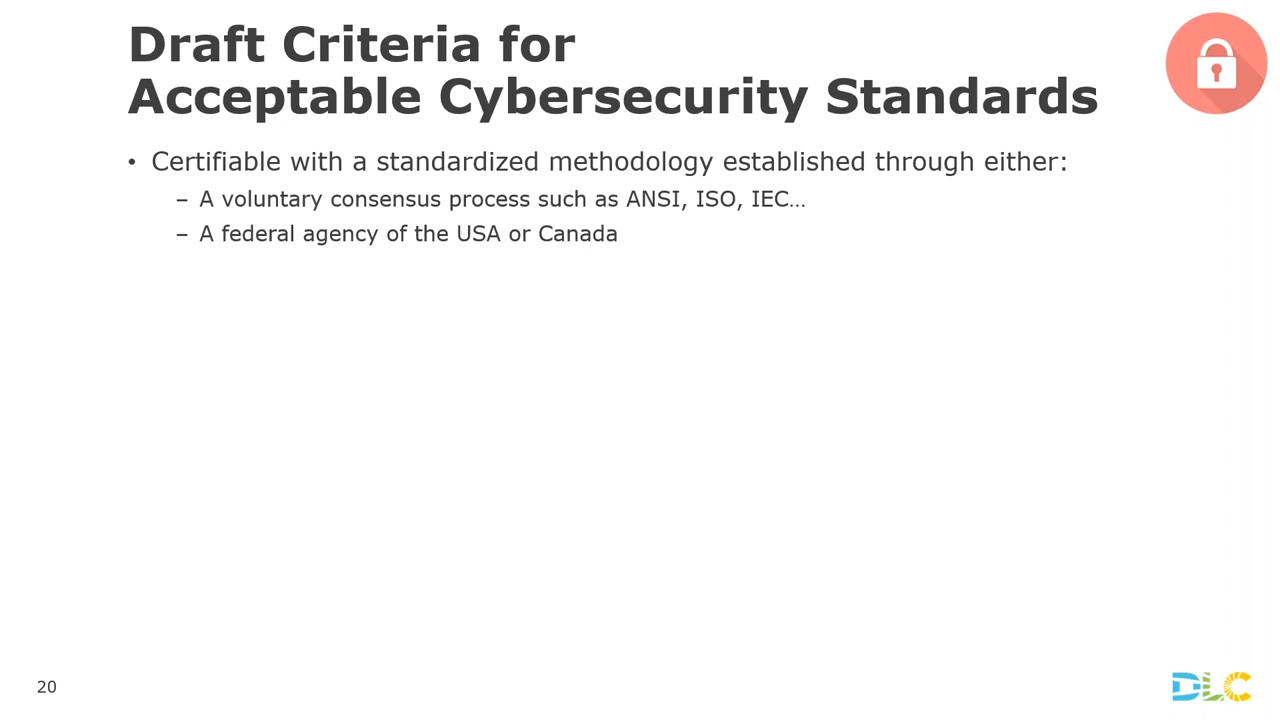 Draft Criteria for
Acceptable Cybersecurity Standards
• Certifiable with a standardized methodology established through either:
– A voluntary consensus process such as ANSI, ISO, IEC…
– A federal agency of the USA or Canada
20
DLC